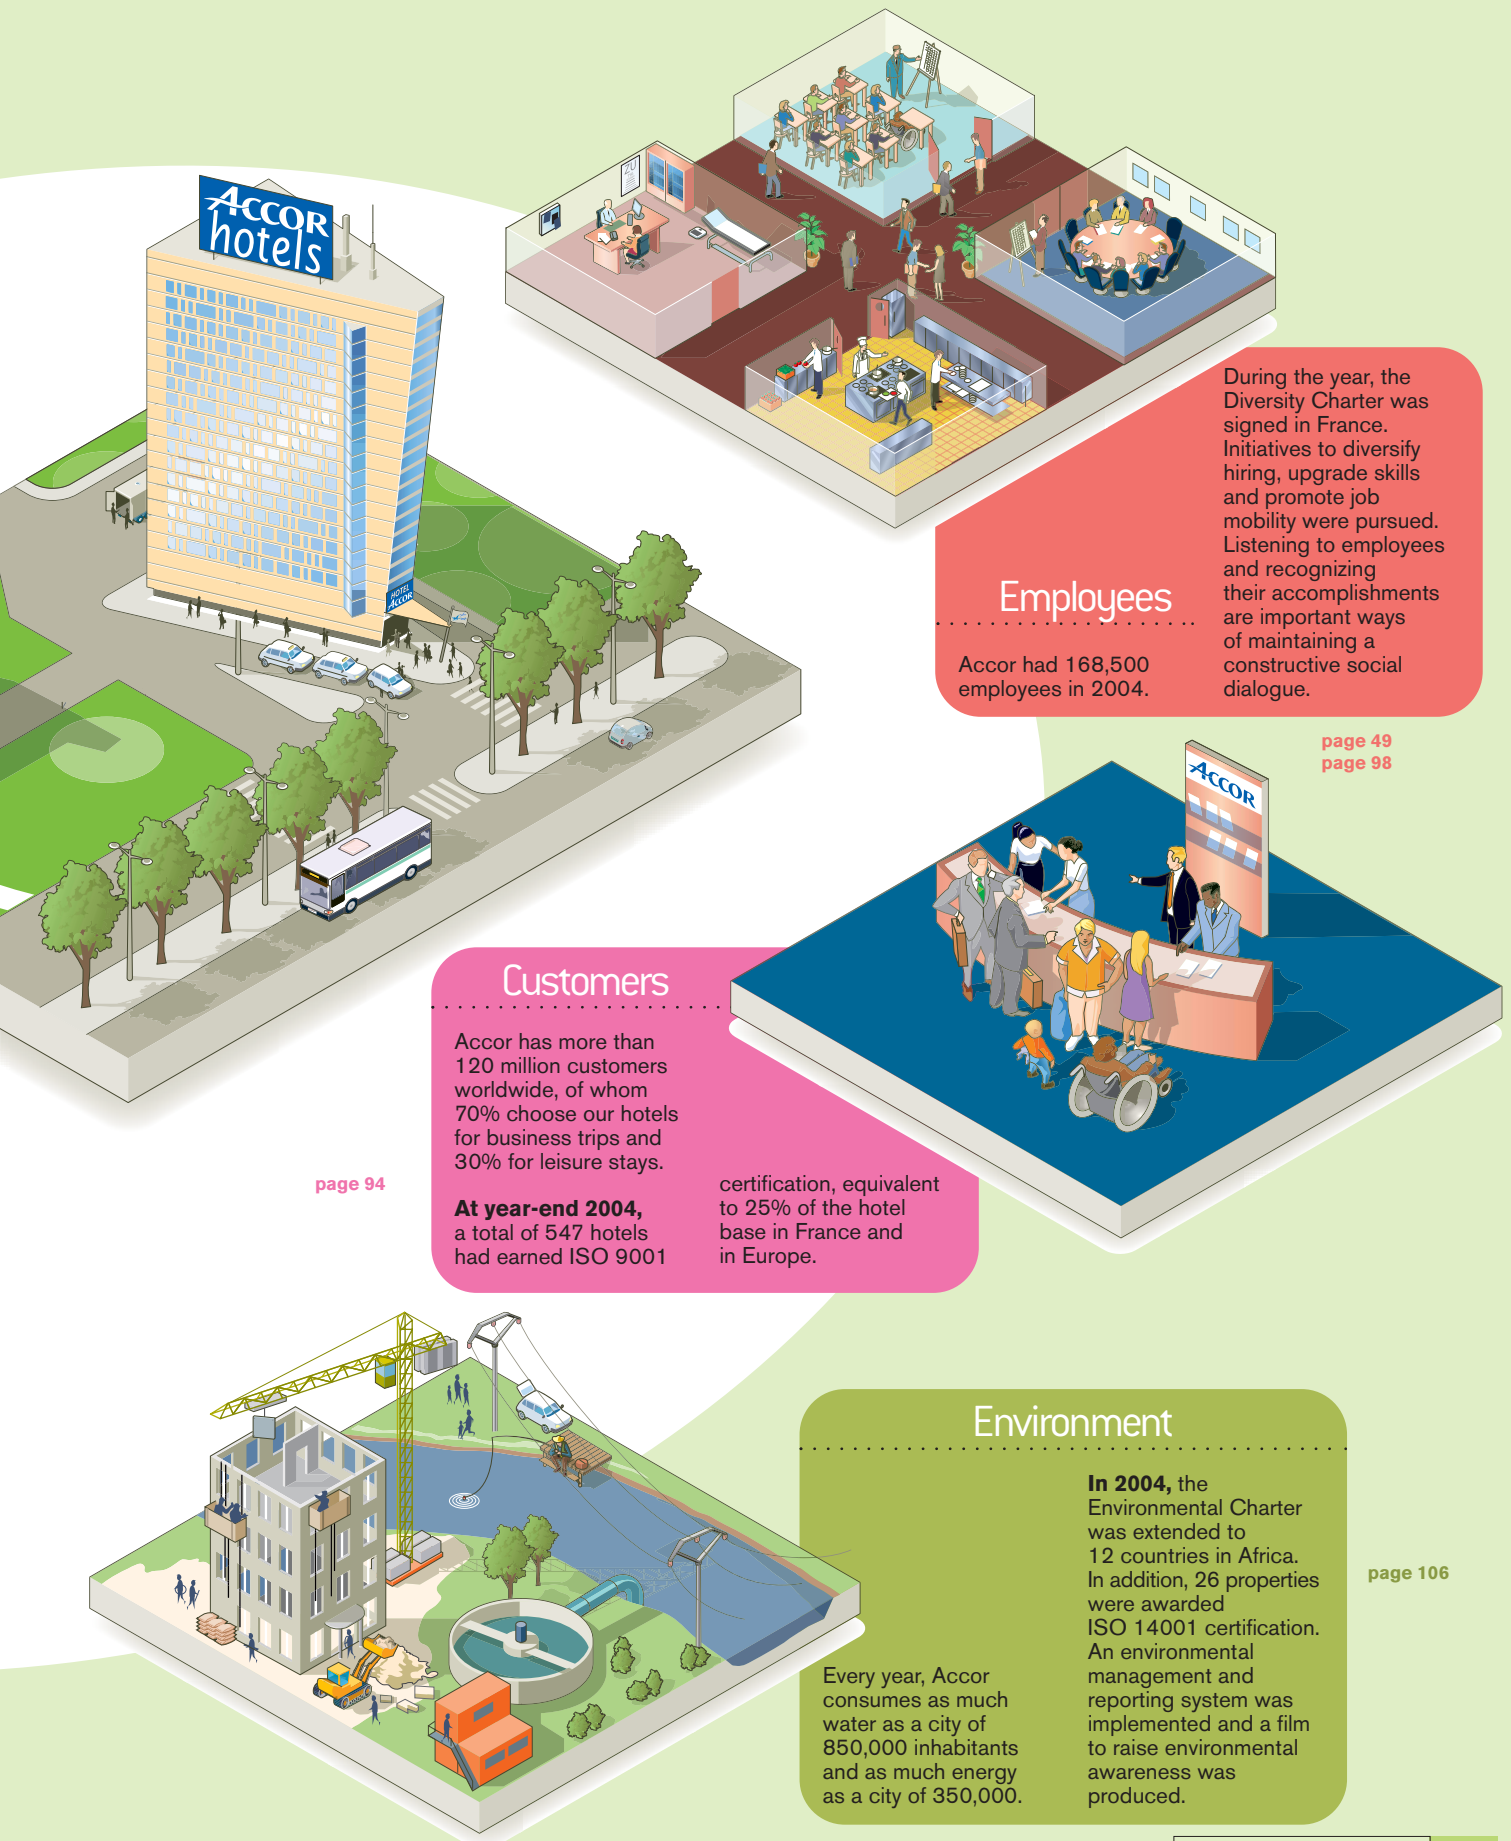 ACCOR
hotels
HOTEL
ACCOR
ZU
During the year, the
Diversity Charter was
signed in France.
Initiatives to diversify
hiring, upgrade skills
and promote job
mobility were pursued.
Listening to employees
and recognizing
their accomplishments
are important ways
of maintaining a
constructive social
dialogue.
Employees
Accor had 168,500
employees in 2004.
page 49
page 98
ACCOR
Customers
Accor has more than
120 million customers
worldwide, of whom
70% choose our hotels
for business trips and
30% for leisure stays.
page 94
At year-end 2004,
a total of 547 hotels
had earned ISO 9001
certification, equivalent
to 25% of the hotel
base in France and
in Europe.
Environment
Every year, Accor
consumes as much
water as a city of
850,000 inhabitants
and as much energy
as a city of 350,000.
In 2004, the
Environmental Charter
was extended to
12 countries in Africa.
In addition, 26 properties
were awarded
ISO 14001 certification.
An environmental
management and
reporting system was
implemented and a film
to raise environmental
awareness was
produced.
page 106